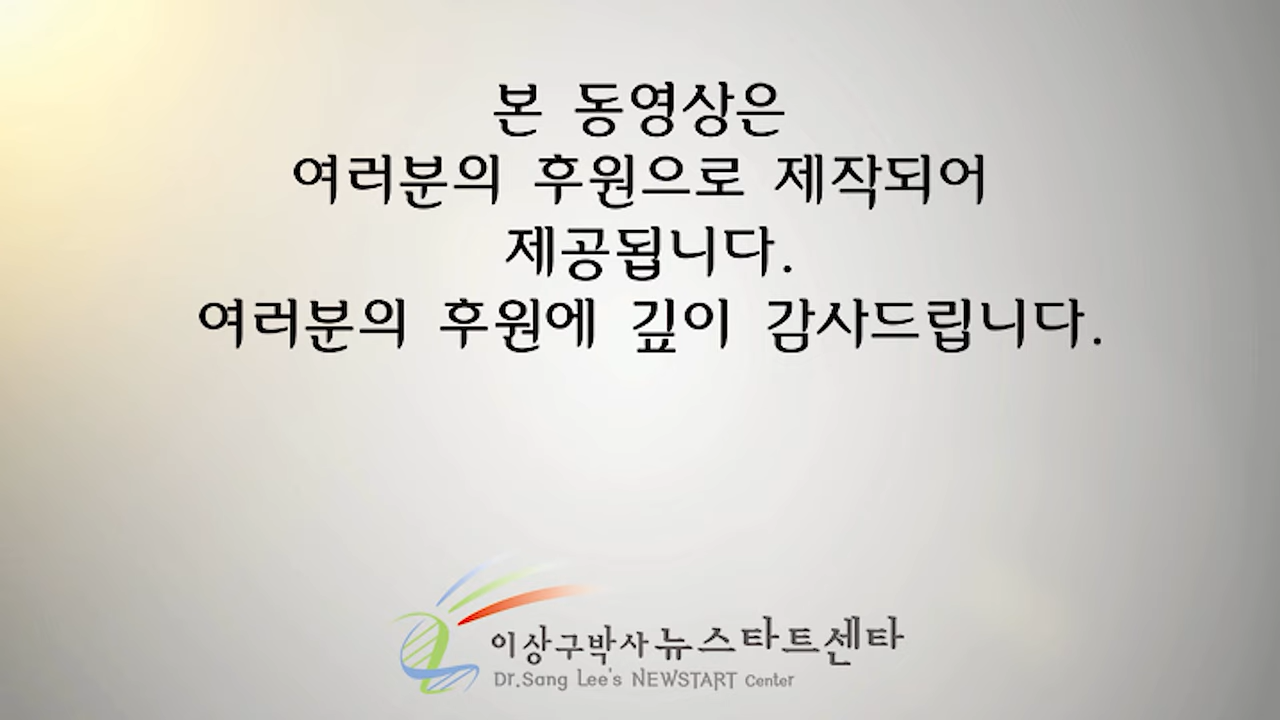 본 동영상은
여러분의 후원으로 제작되어
제공됩니다.
여러분의 후원에 깊이 감사드립니다.
이상구박사 뉴스타트센타
Dr.Sang Lee's NEWSTART Center